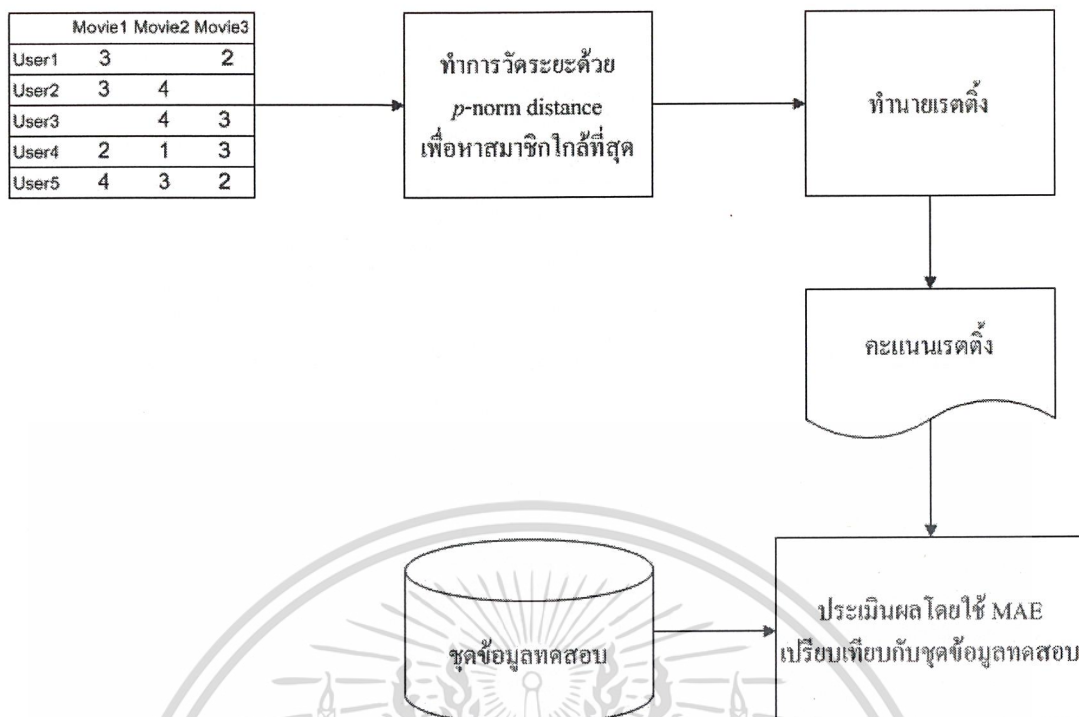 Movie1 Movie2 Movie3
User1 3 2
User2 3 4
User3 4 3
User4 2 1 3
User5 4 3 2
ทำการวัดระยะด้วย
p-norm distance
เพื่อหาสมาชิกใกล้ที่สุด
ทำนายเรตติ้ง
คะแนนเรตติ้ง
ชุดข้อมูลทดสอบ
ประเมินผลโดยใช้ MAE
เปรียบเทียบกับชุดข้อมูลทดสอบ